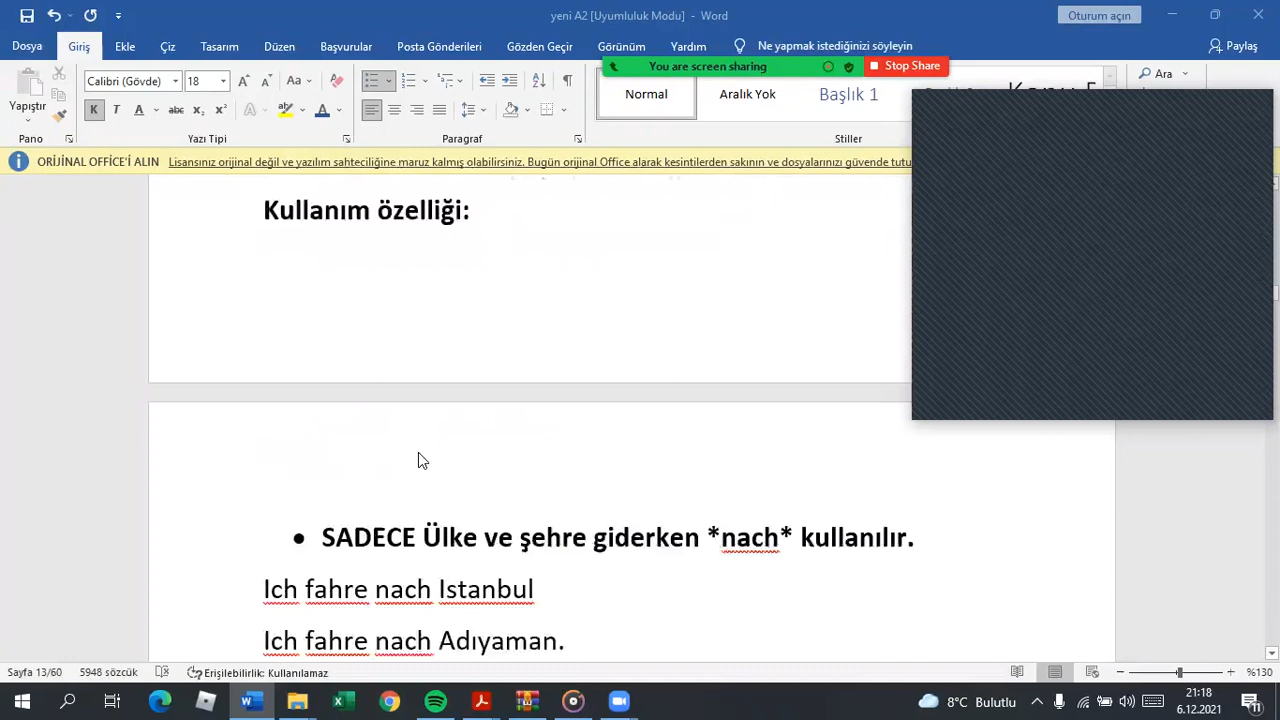 yeni A2 [Uyumluluk Modu] - Word
Oturum açın
Dosya Giriş Ekle Çiz Tasarım Düzen Başvurular Posta Gönderileri Gözden Geçir Görünüm Yardım Ne yapmak istediğinizi söyleyin Paylaş
You are screen sharing
Stop Share
Yapıştır
Calibri (Gövde) 18
K T A abc
Normal
Aralık Yok
Başlık 1
Ara
Pano
Yazı Tipi
Paragraf
Stiller
ORİJİNAL OFFICE'İ ALIN Lisansınız orijinal değil ve yazılım sahteciliğine maruz kalmış olabilirsiniz. Bugün orijinal Office alarak kesintilerden sakının ve dosyalarınızı güvende tutu
Kullanım özelliği:
• SADECE Ülke ve şehre giderken *nach* kullanılır.
Ich fahre nach Istanbul
Ich fahre nach Adıyaman.
Sayfa 13/60 5948 sözcük Erişilebilirlik: Kullanılamaz %130
8°C Bulutlu
21:18
6.12.2021